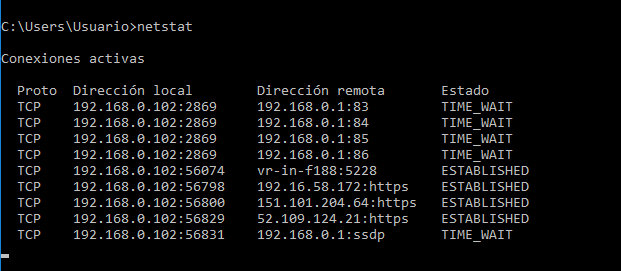 C:\Users\Usuario>netstat
Conexiones activas
Proto Dirección local Dirección remota Estado
TCP 192.168.0.102:2869 192.168.0.1:83 TIME_WAIT
TCP 192.168.0.102:2869 192.168.0.1:84 TIME_WAIT
TCP 192.168.0.102:2869 192.168.0.1:85 TIME_WAIT
TCP 192.168.0.102:2869 192.168.0.1:86 TIME_WAIT
TCP 192.168.0.102:56074 vr-in-f188:5228 ESTABLISHED
TCP 192.168.0.102:56798 192.16.58.172:https ESTABLISHED
TCP 192.168.0.102:56800 151.101.204.64:https ESTABLISHED
TCP 192.168.0.102:56829 52.109.124.21:https ESTABLISHED
TCP 192.168.0.102:56831 192.168.0.1:ssdp TIME_WAIT